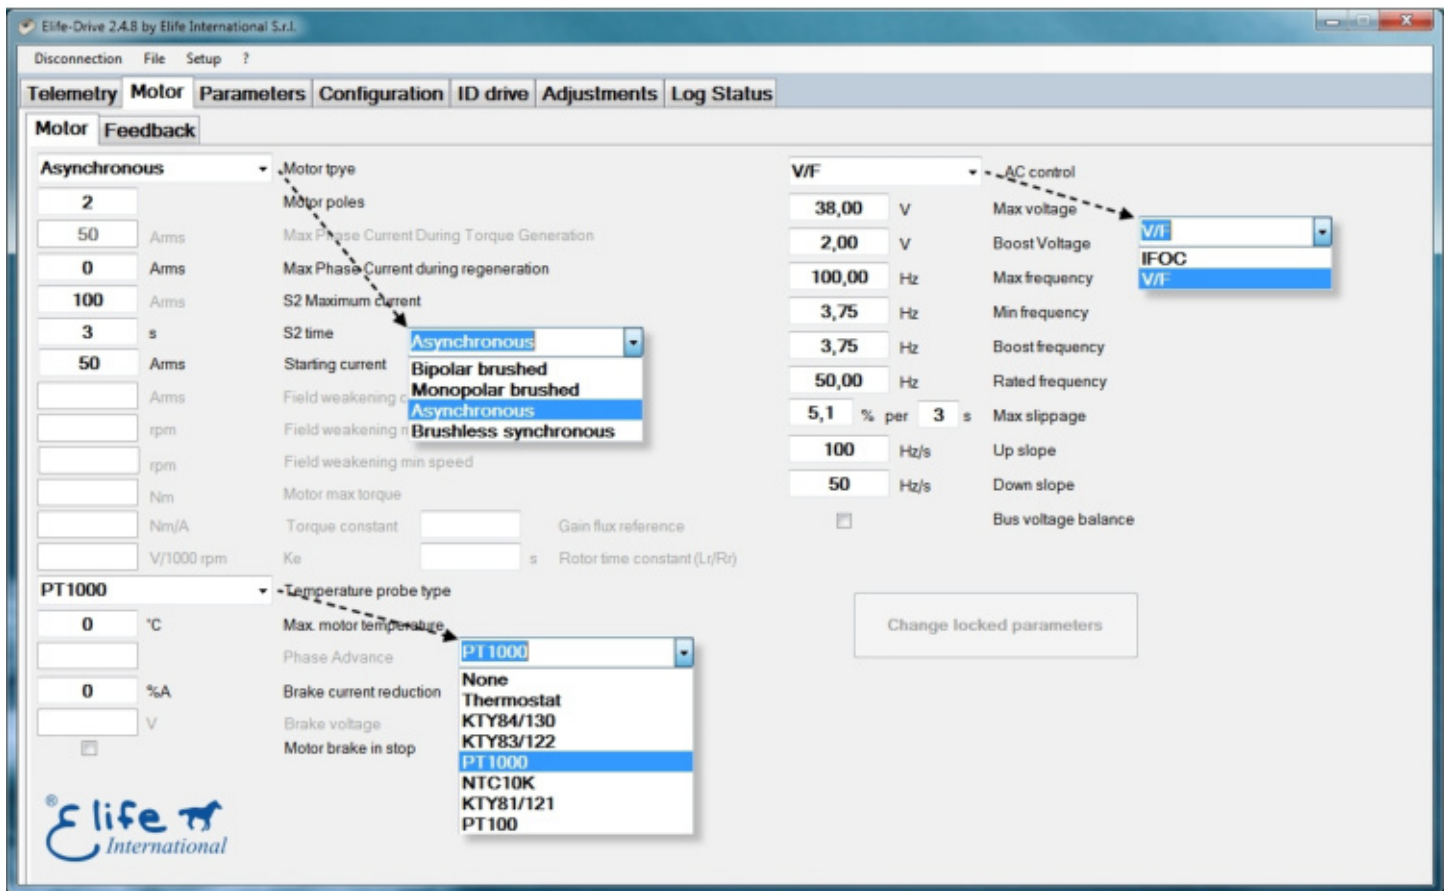 Elife-Drive 2.4.8 by Elife International S.r.l.
Disconnection File Setup ?
Telemetry Motor Parameters Configuration ID drive Adjustments Log Status
Motor Feedback
Asynchronous Motor tpye
2 Motor poles
50 Arms Max Phase Current During Torque Generation
0 Arms Max Phase Current during regeneration
100 Arms S2 Maximum current
3 s S2 time
50 Arms Starting current
Arms Field weakening
rpm Field weakening
rpm Field weakening min speed
Nm Motor max torque
Nm/A Torque constant Gain flux reference
V/1000 rpm Ke s Rotor time constant (Lr/Rr)
Asynchronous
Bipolar brushed
Monopolar brushed
Asynchronous
Brushless synchronous
PT1000 Temperature probe type
0 °C Max. motor temperature
Phase Advance
0 %A Brake current reduction
V Brake voltage
Motor brake in stop
PT1000
None
Thermostat
KTY84/130
KTY83/122
PT1000
NTC10K
KTY81/121
PT100
V/F AC control
38,00 V Max voltage
2,00 V Boost Voltage
100,00 Hz Max frequency
3,75 Hz Min frequency
3,75 Hz Boost frequency
50,00 Hz Rated frequency
5,1 % per 3 s Max slippage
100 Hz/s Up slope
50 Hz/s Down slope
Bus voltage balance
V/F
IFOC
V/F
Change locked parameters
®Elife
International